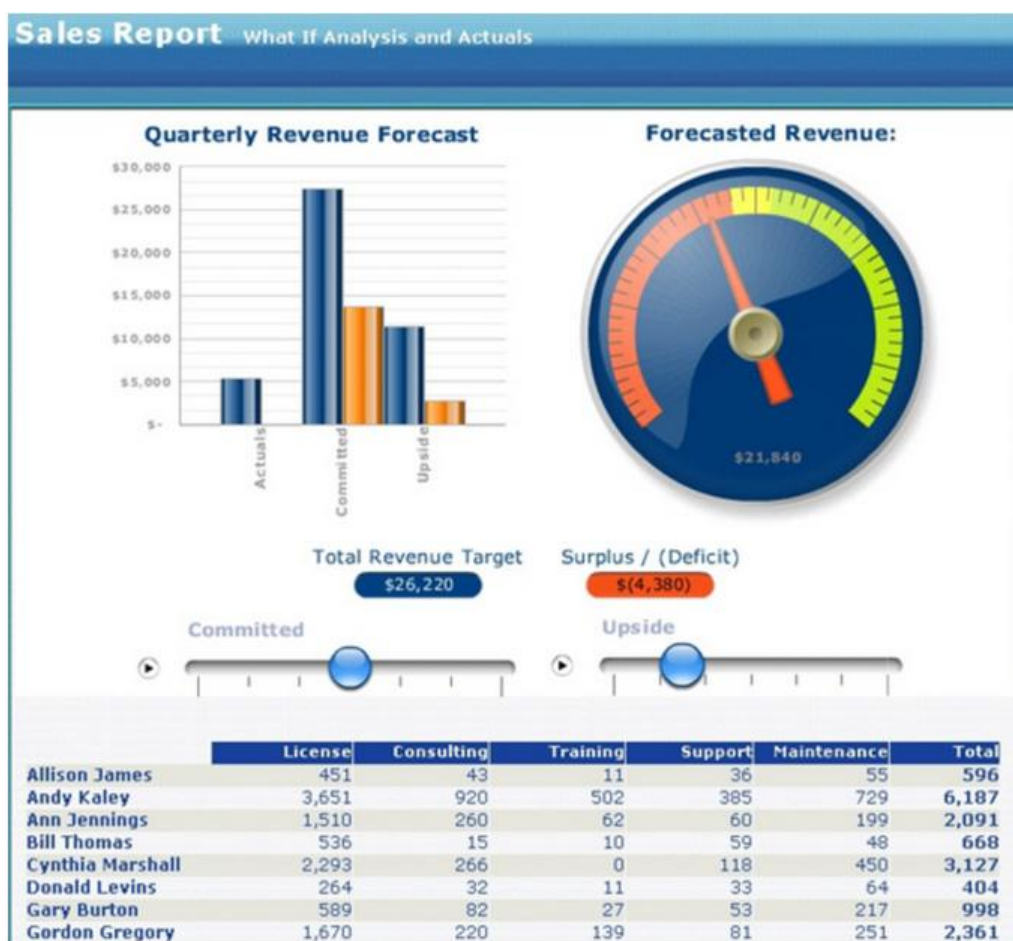 Sales Report What If Analysis and Actuals
Quarterly Revenue Forecast
$30,000
$25,000
$20,000
$15,000
$10,000
$5,000
$-
Actuals
Committed
Upside
Forecasted Revenue:
$21,840
Total Revenue Target Surplus / (Deficit)
$26,220 $(4,380)
Committed Upside
License Consulting Training Support Maintenance Total
Allison James 451 43 11 36 55 596
Andy Kaley 3,651 920 502 385 729 6,187
Ann Jennings 1,510 260 62 60 199 2,091
Bill Thomas 536 15 10 59 48 668
Cynthia Marshall 2,293 266 0 118 450 3,127
Donald Levins 264 32 11 33 64 404
Gary Burton 589 82 27 53 217 998
Gordon Gregory 1,670 220 139 81 251 2,361